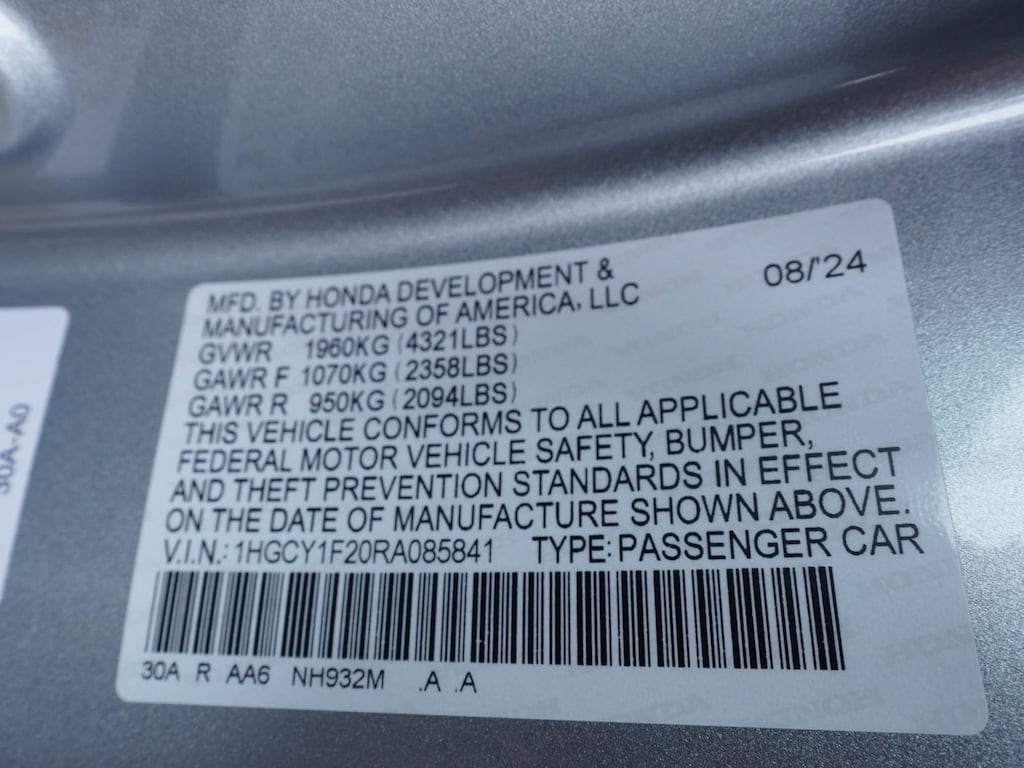 MFD. BY HONDA DEVELOPMENT & 08/'24
MANUFACTURING OF AMERICA, LLC
GVWR 1960KG (4321LBS)
GAWR F 1070KG (2358LBS)
GAWR R 950KG (2094LBS)
THIS VEHICLE CONFORMS TO ALL APPLICABLE
FEDERAL MOTOR VEHICLE SAFETY, BUMPER,
AND THEFT PREVENTION STANDARDS IN EFFECT
ON THE DATE OF MANUFACTURE SHOWN ABOVE.
V.I.N.: 1HGCY1F20RA085841 TYPE: PASSENGER CAR
30A R AA6 NH932M .A .A
30A-A0